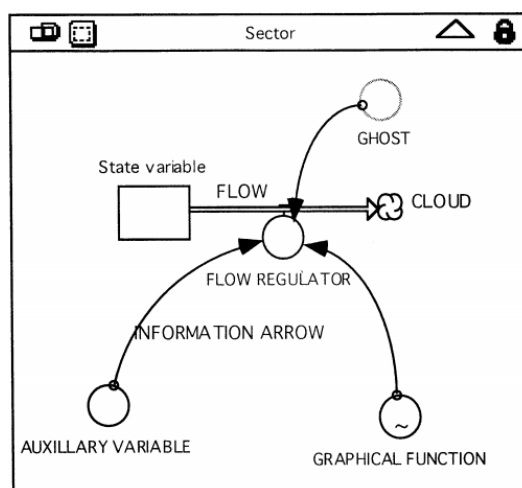 Sector
GHOST
State variable
FLOW
CLOUD
FLOW REGULATOR
INFORMATION ARROW
~
AUXILLARY VARIABLE
GRAPHICAL FUNCTION